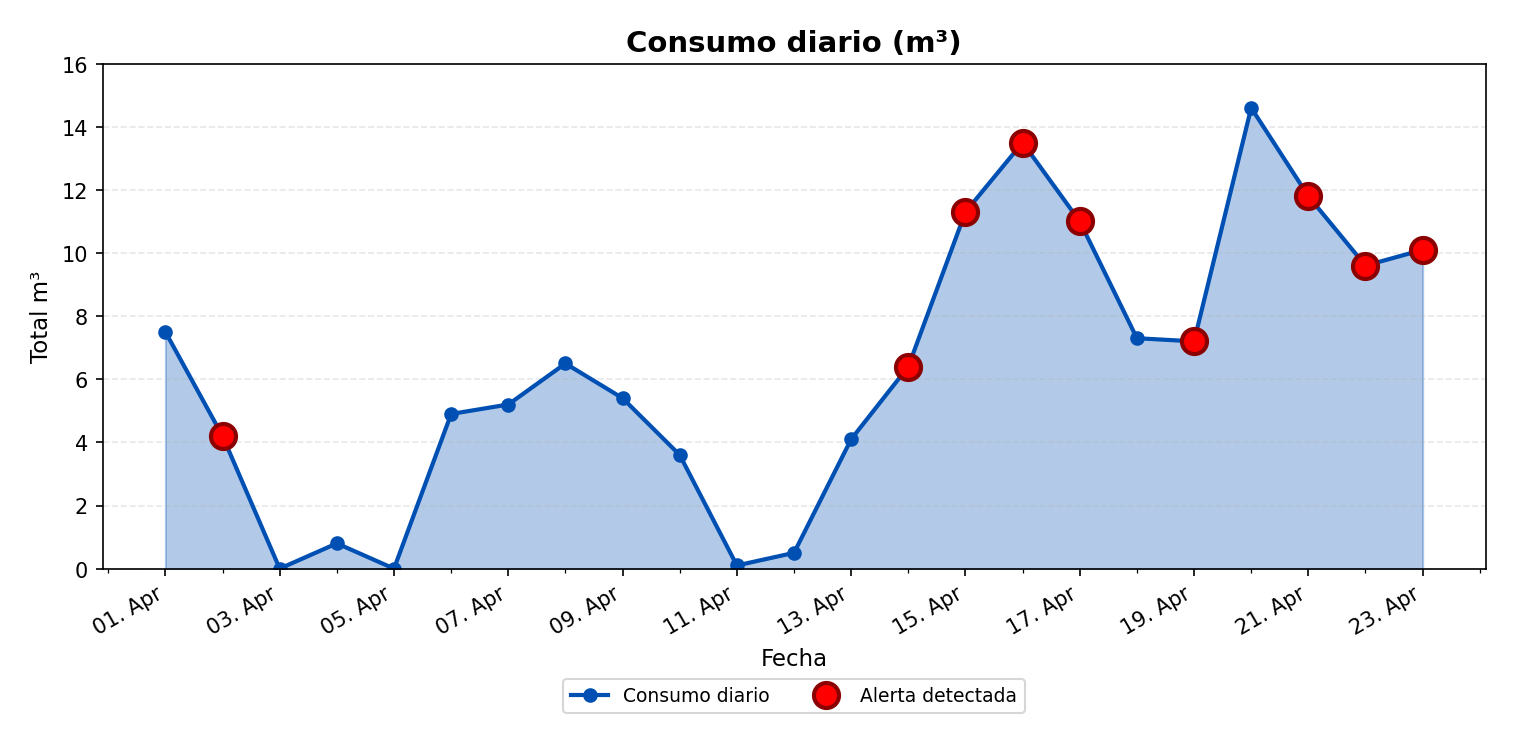 Consumo diario (m³)
16
14
12
10
8
6
4
2
0
Total m³
01. Apr
03. Apr
05. Apr
07. Apr
09. Apr
11. Apr
13. Apr
15. Apr
17. Apr
19. Apr
21. Apr
23. Apr
Fecha
Consumo diario
Alerta detectada